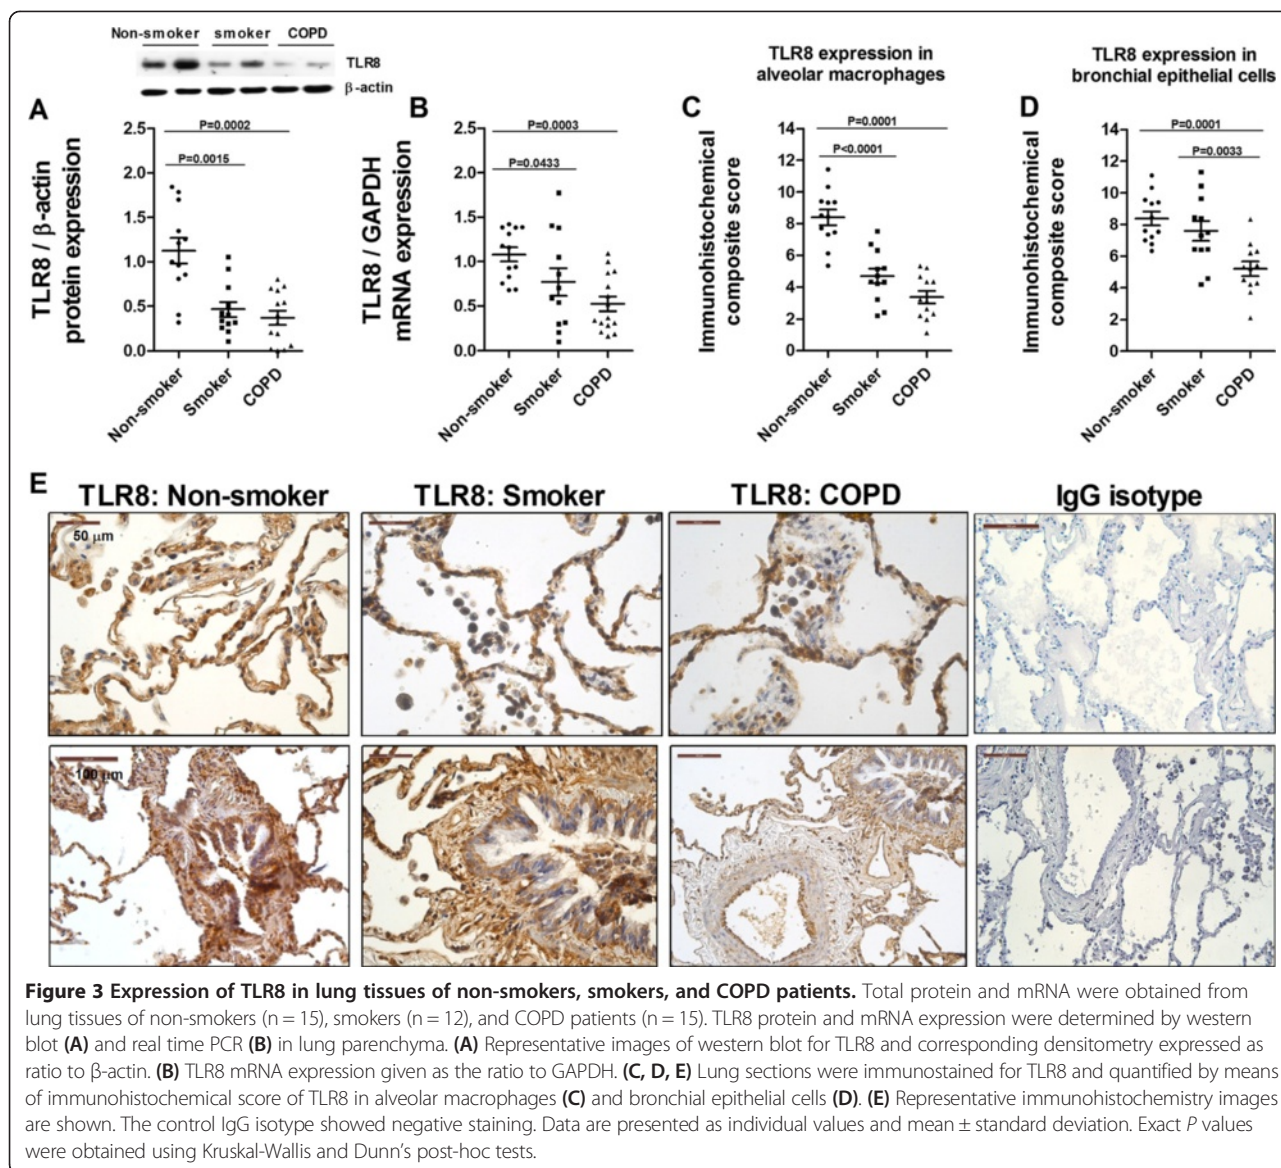 Non-smoker smoker COPD
TLR8
β-actin
A
TLR8 / β-actin
protein expression
2.5
2.0
1.5
1.0
0.5
0.0
P=0.0002
P=0.0015
Non-smoker
Smoker
COPD
B
TLR8 / GAPDH
mRNA expression
2.5
2.0
1.5
1.0
0.5
0.0
P=0.0003
P=0.0433
Non-smoker
Smoker
COPD
TLR8 expression in
alveolar macrophages
C
Immunohistochemical
composite score
14
12
10
8
6
4
2
0
P=0.0001
P<0.0001
Non-smoker
Smoker
COPD
TLR8 expression in
bronchial epithelial cells
D
Immunohistochemical
composite score
14
12
10
8
6
4
2
0
P=0.0001
P=0.0033
Non-smoker
Smoker
COPD
E
TLR8: Non-smoker
TLR8: Smoker
TLR8: COPD
IgG isotype
50 µm
100 µm
Figure 3 Expression of TLR8 in lung tissues of non-smokers, smokers, and COPD patients. Total protein and mRNA were obtained from
lung tissues of non-smokers (n = 15), smokers (n = 12), and COPD patients (n = 15). TLR8 protein and mRNA expression were determined by western
blot (A) and real time PCR (B) in lung parenchyma. (A) Representative images of western blot for TLR8 and corresponding densitometry expressed as
ratio to β-actin. (B) TLR8 mRNA expression given as the ratio to GAPDH. (C, D, E) Lung sections were immunostained for TLR8 and quantified by means
of immunohistochemical score of TLR8 in alveolar macrophages (C) and bronchial epithelial cells (D). (E) Representative immunohistochemistry images
are shown. The control IgG isotype showed negative staining. Data are presented as individual values and mean ± standard deviation. Exact P values
were obtained using Kruskal-Wallis and Dunn's post-hoc tests.